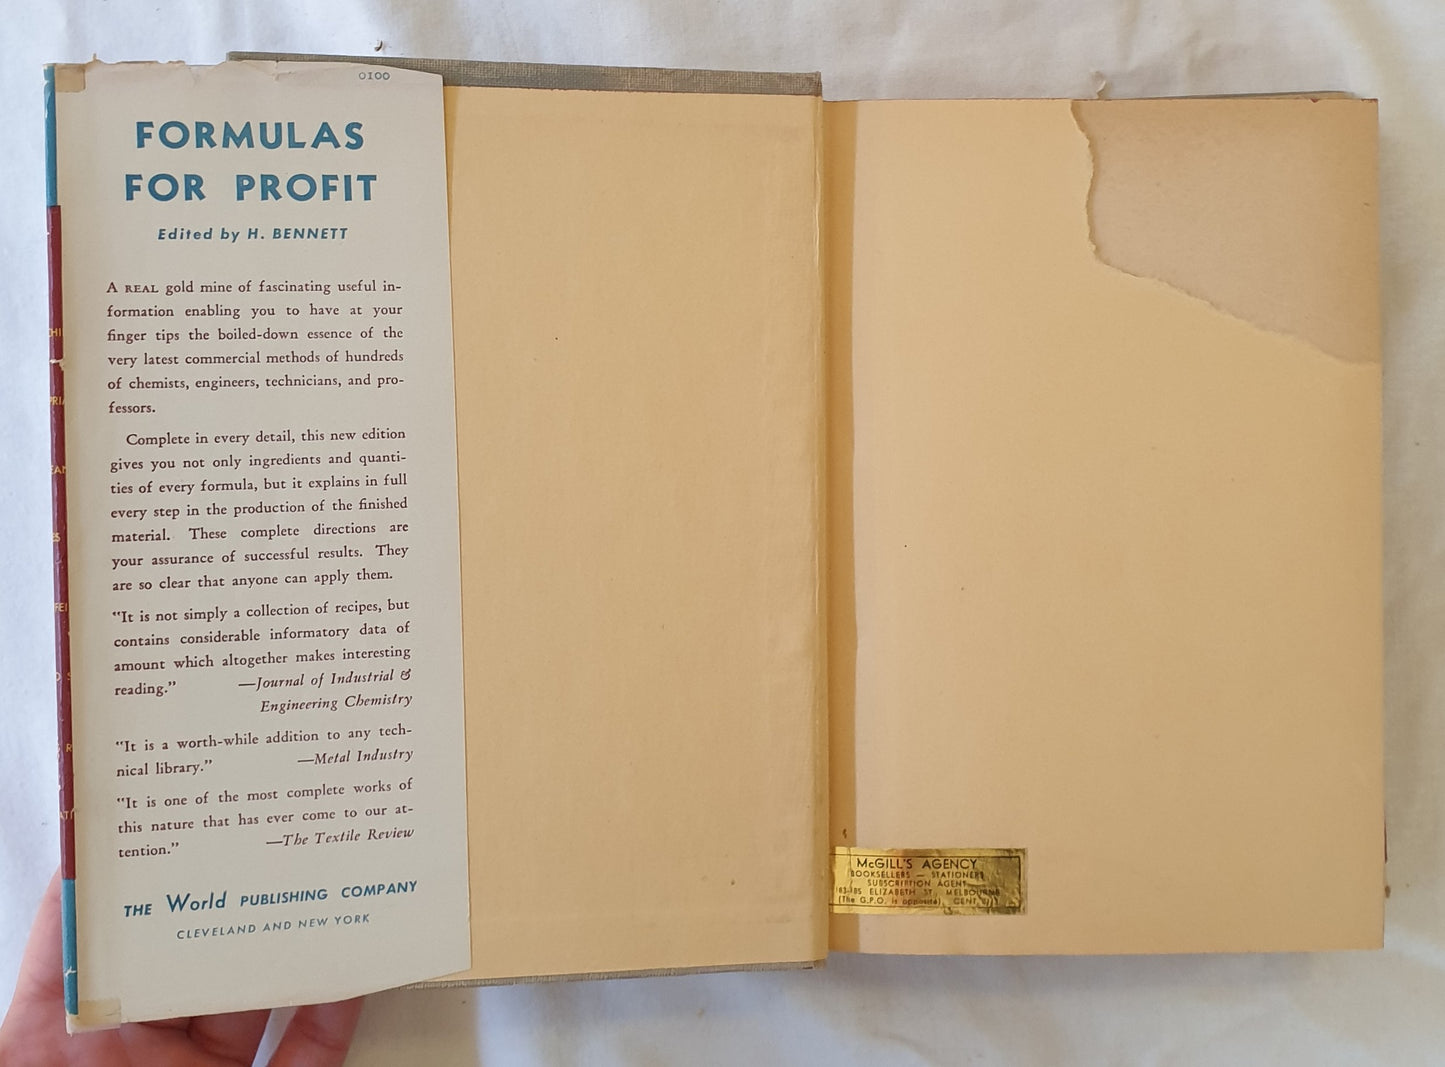 0100
FORMULAS
FOR PROFIT
Edited by H. BENNETT
A REAL gold mine of fascinating useful in-
formation enabling you to have at your
finger tips the boiled-down essence of the
very latest commercial methods of hundreds
of chemists, engineers, technicians, and pro-
fessors.
Complete in every detail, this new edition
gives you not only ingredients and quanti-
ties of every formula, but it explains in full
every step in the production of the finished
material. These complete directions are
your assurance of successful results. They
are so clear that anyone can apply them.
"It is not simply a collection of recipes, but
contains considerable informatory data of
amount which altogether makes interesting
reading."
—Journal of Industrial &
Engineering Chemistry
"It is a worth-while addition to any tech-
nical library."
—Metal Industry
"It is one of the most complete works of
this nature that has ever come to our at-
tention."
—The Textile Review
THE World PUBLISHING COMPANY
CLEVELAND AND NEW YORK
McGILL'S AGENCY
BOOKSELLERS — STATIONERS
SUBSCRIPTION AGENT
183-185 ELIZABETH ST. MELBOURNE
(The G.P.O. is opposite). CENT.